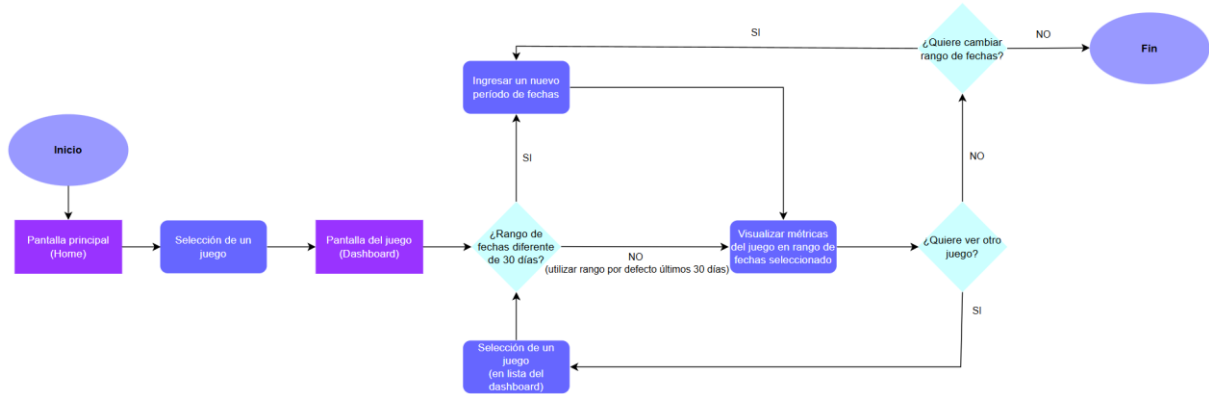 SI
¿Quiere cambiar
rango de fechas?
NO
Fin
Ingresar un nuevo
período de fechas
Inicio
SI
NO
Pantalla principal
(Home)
Selección de un
juego
Pantalla del juego
(Dashboard)
¿Rango de
fechas diferente
de 30 días?
NO
(utilizar rango por defecto últimos 30 días)
Visualizar métricas
del juego en rango de
fechas seleccionado
¿Quiere ver otro
juego?
SI
Selección de un
juego
(en lista del
dashboard)